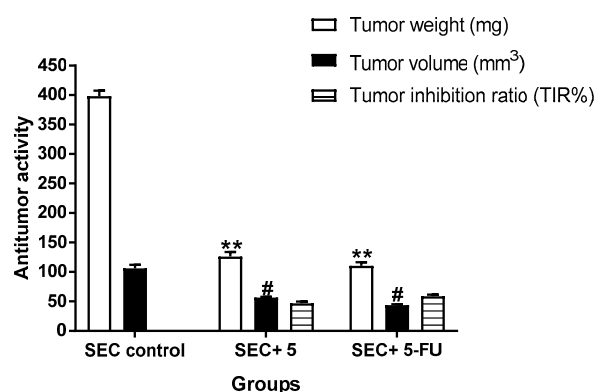 Tumor weight (mg)
Tumor volume (mm³)
Tumor inhibition ratio (TIR%)
450
400
350
300
250
200
150
100
50
0
Antitumor activity
**
#
**
#
SEC control
SEC+ 5
SEC+ 5-FU
Groups